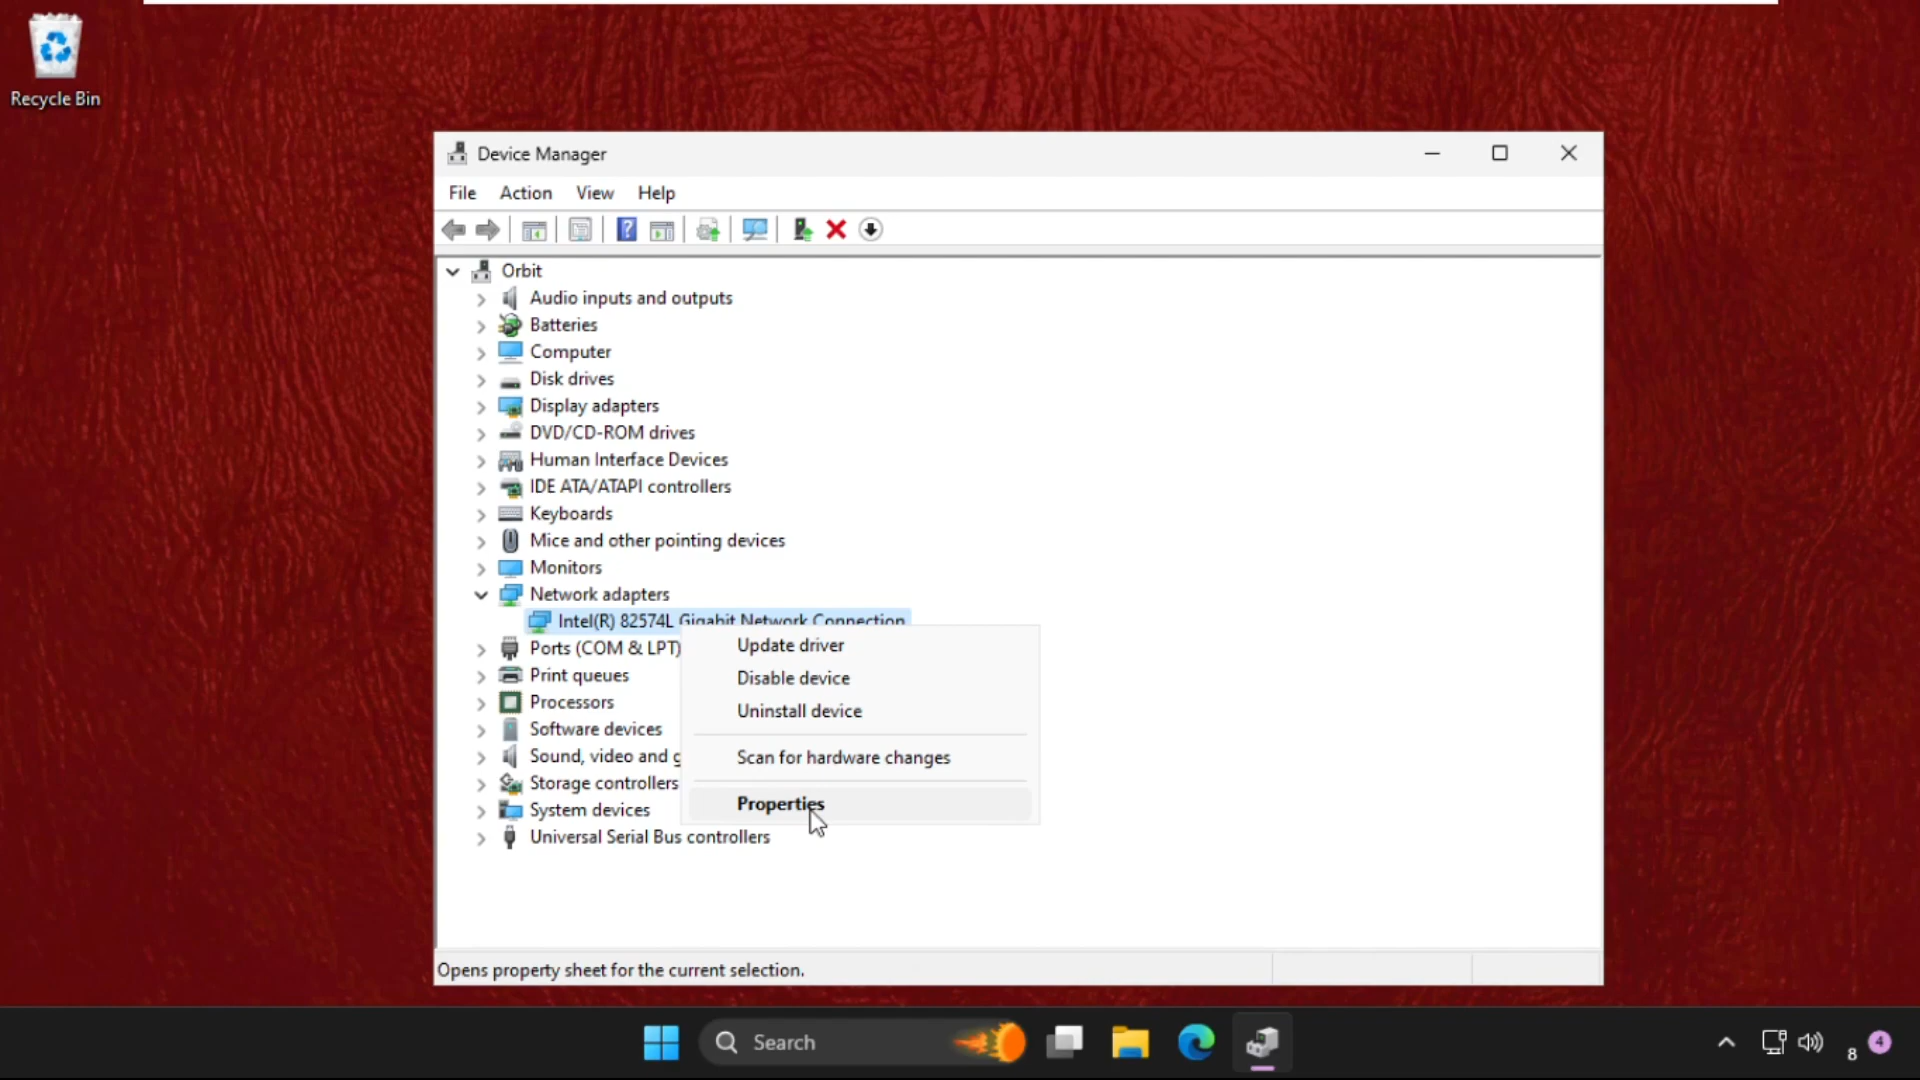 Recycle Bin
Device Manager
File Action View Help
Orbit
Audio inputs and outputs
Batteries
Computer
Disk drives
Display adapters
DVD/CD-ROM drives
Human Interface Devices
IDE ATA/ATAPI controllers
Keyboards
Mice and other pointing devices
Monitors
Network adapters
Intel(R) 82574L Gigabit Network Connection
Ports (COM & LPT)
Print queues
Processors
Software devices
Sound, video and g
Storage controllers
System devices
Universal Serial Bus controllers
Update driver
Disable device
Uninstall device
Scan for hardware changes
Properties
Opens property sheet for the current selection.
Search
8
4